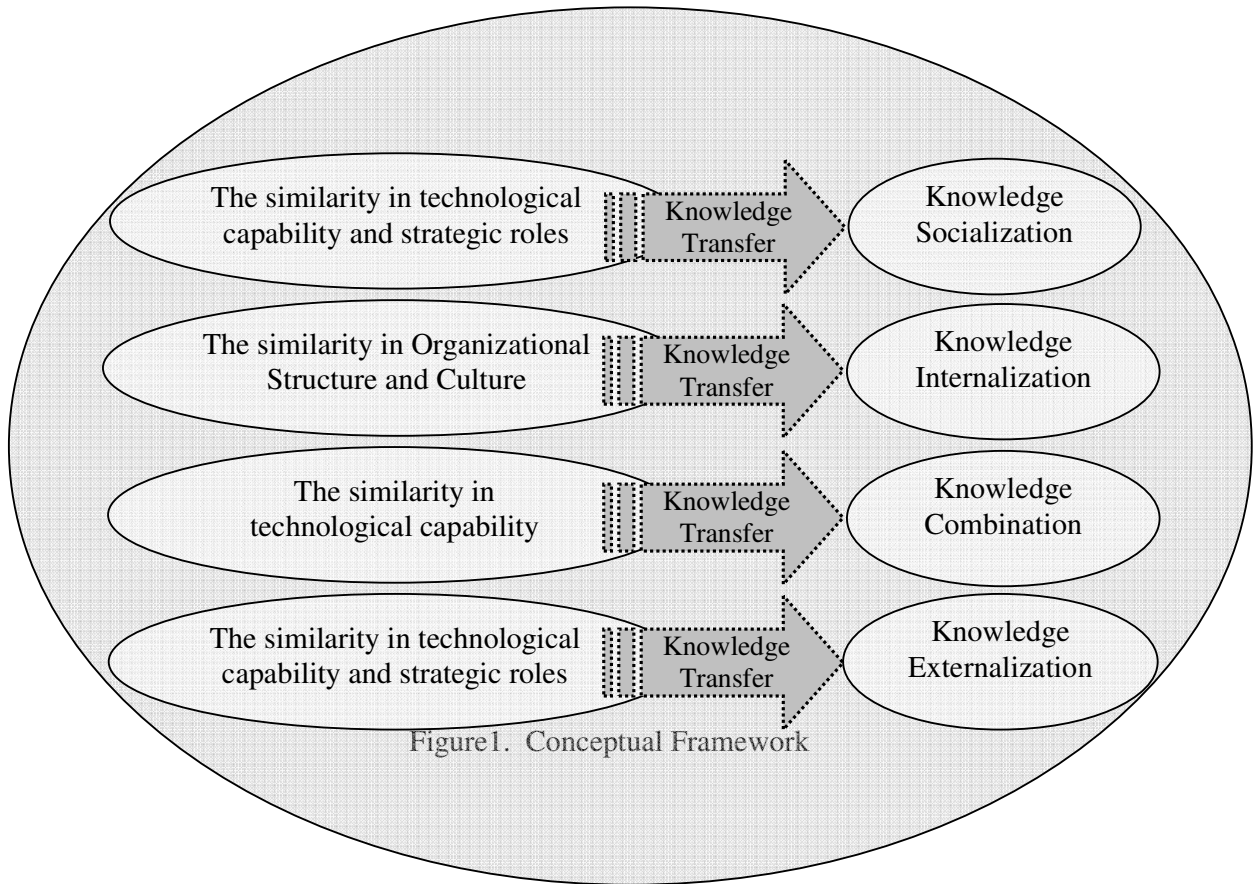 The similarity in technological
capability and strategic roles
Knowledge
Transfer
Knowledge
Socialization
The similarity in Organizational
Structure and Culture
Knowledge
Transfer
Knowledge
Internalization
The similarity in
technological capability
Knowledge
Transfer
Knowledge
Combination
The similarity in technological
capability and strategic roles
Knowledge
Transfer
Knowledge
Externalization
Figure1. Conceptual Framework